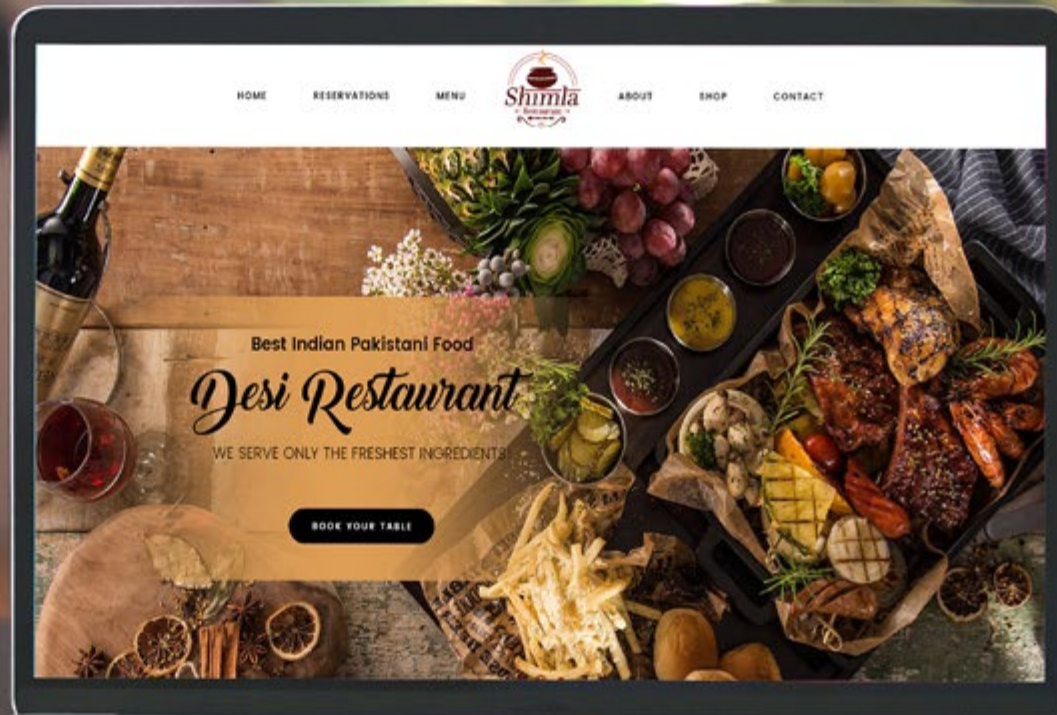 HOME RESERVATIONS MENU
Shimla
Restaurant
ABOUT SHOP CONTACT
Best Indian Pakistani Food
Desi Restaurant
WE SERVE ONLY THE FRESHEST INGREDIENTS!
BOOK YOUR TABLE